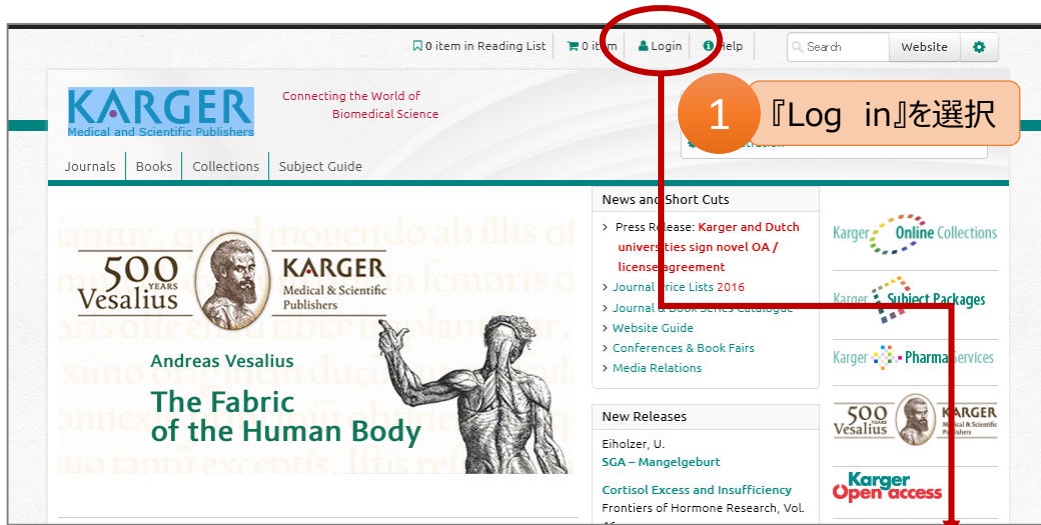 0 item in Reading List 0 item Login Help Search Website
1 『Log in』を選択
KARGER
Medical and Scientific Publishers
Connecting the World of
Biomedical Science
Journals Books Collections Subject Guide
500
YEARS
Vesalius
KARGER
Medical & Scientific
Publishers
Andreas Vesalius
The Fabric
of the Human Body
News and Short Cuts
> Press Release: Karger and Dutch
universities sign novel OA /
license agreement
> Journal Price Lists 2016
> Journal & Book Series Catalogue
> Website Guide
> Conferences & Book Fairs
> Media Relations
New Releases
Eiholzer, U.
SGA – Mangelgeburt
Cortisol Excess and Insufficiency
Frontiers of Hormone Research, Vol.
Karger Online Collections
Karger Subject Packages
Karger Pharma Services
500
YEARS
Vesalius
KARGER
Medical & Scientific
Publishers
Karger
Open access